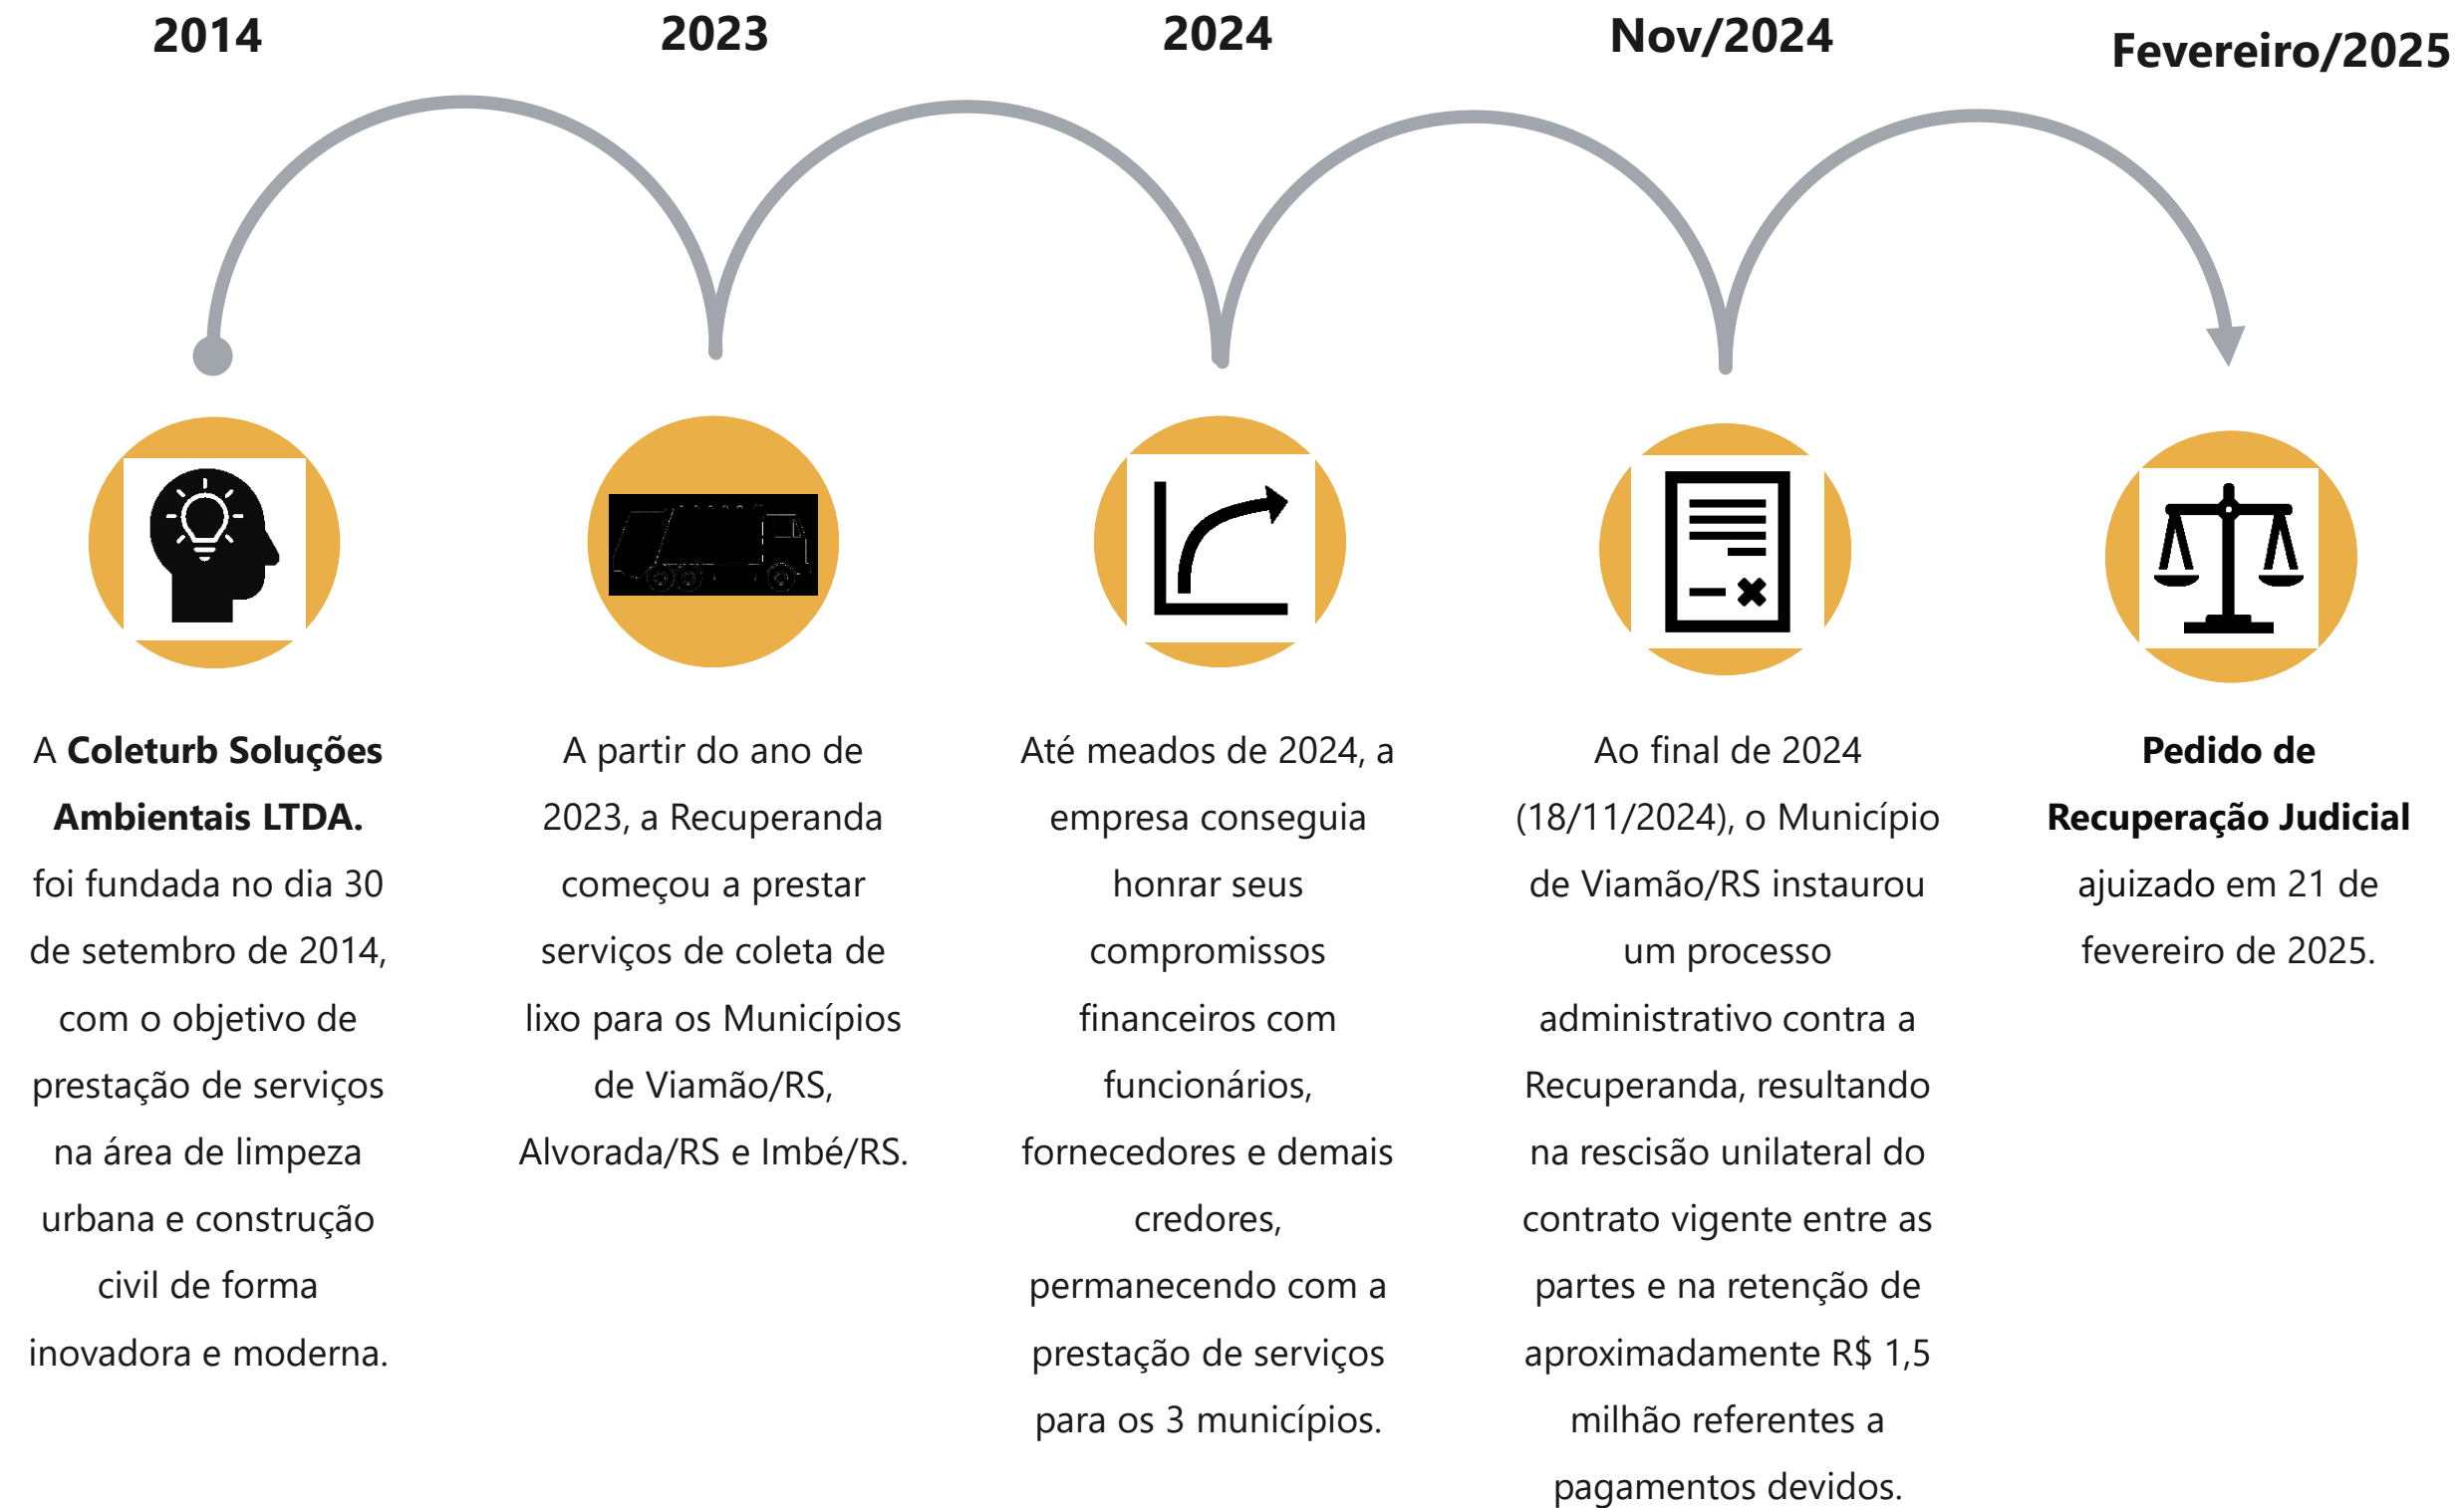 2014
2023
2024
Nov/2024
Fevereiro/2025
A Coleturb Soluções
Ambientais LTDA.
foi fundada no dia 30
de setembro de 2014,
com o objetivo de
prestação de serviços
na área de limpeza
urbana e construção
civil de forma
inovadora e moderna.
A partir do ano de
2023, a Recuperanda
começou a prestar
serviços de coleta de
lixo para os Municípios
de Viamão/RS,
Alvorada/RS e Imbé/RS.
Até meados de 2024, a
empresa conseguia
honrar seus
compromissos
financeiros com
funcionários,
fornecedores e demais
credores,
permanecendo com a
prestação de serviços
para os 3 municípios.
Ao final de 2024
(18/11/2024), o Município
de Viamão/RS instaurou
um processo
administrativo contra a
Recuperanda, resultando
na rescisão unilateral do
contrato vigente entre as
partes e na retenção de
aproximadamente R$ 1,5
milhão referentes a
pagamentos devidos.
Pedido de
Recuperação Judicial
ajuizado em 21 de
fevereiro de 2025.